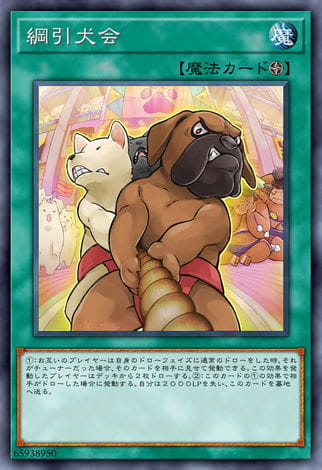 綱引犬会
魔
【魔法カード】
①：お互いのプレイヤーは自身のドローフェイズに通常のドローをした時、それ
がチューナーだった場合、そのカードを相手に見せて発動できる。この効果を発
動したプレイヤーはデッキから２枚ドローする。②：このカードの①の効果で相
手がドローした場合に発動する。自分は２０００LPを失い、このカードを墓地
へ送る。
65938950